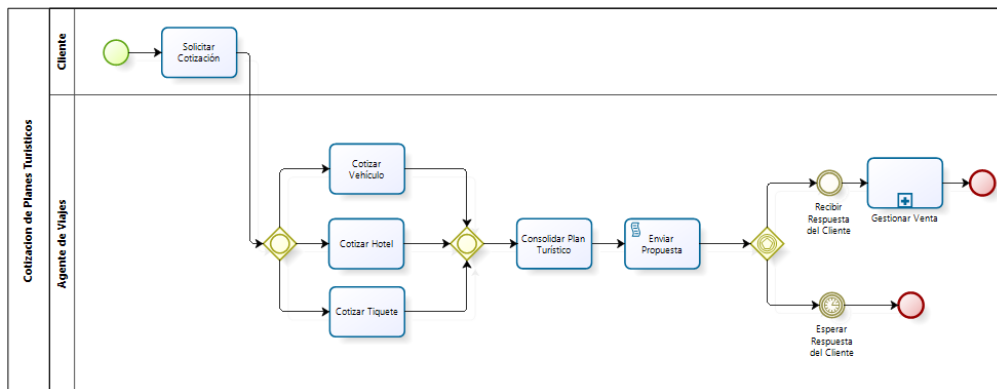 Cotizacion de Planes Turisticos
Cliente
Solicitar
Cotización
Agente de Viajes
Cotizar
Vehículo
Cotizar Hotel
Cotizar Tiquete
Consolidar Plan
Turístico
Enviar
Propuesta
Recibir
Respuesta
del Cliente
Gestionar Venta
Esperar
Respuesta
del Cliente